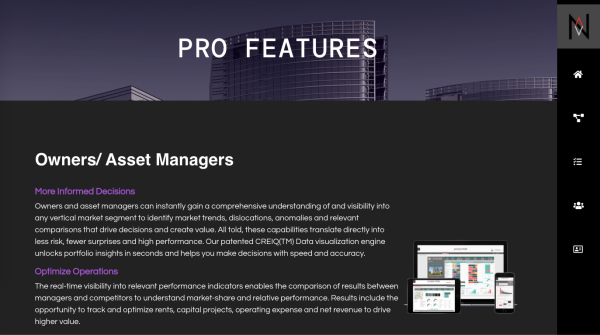 PRO FEATURES
Owners/ Asset Managers
More Informed Decisions
Owners and asset managers can instantly gain a comprehensive understanding of and visibility into
any vertical market segment to identify market trends, dislocations, anomalies and relevant
comparisons that drive decisions and create value. All told, these capabilities translate directly into
less risk, fewer surprises and high performance. Our patented CREIQ(TM) Data visualization engine
unlocks portfolio insights in seconds and helps you make decisions with speed and accuracy.
Optimize Operations
The real-time visibility into relevant performance indicators enables the comparison of results between
managers and competitors to understand market-share and relative performance. Results include the
opportunity to track and optimize rents, capital projects, operating expense and net revenue to drive
higher value.